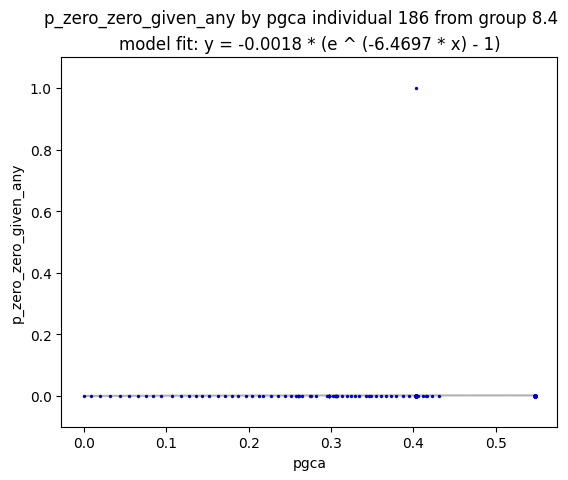 p_zero_zero_given_any by pgca individual 186 from group 8.4
model fit: y = -0.0018 * (e ^ (-6.4697 * x) - 1)
1.0
0.8
0.6
0.4
0.2
0.0
p_zero_zero_given_any
0.0 0.1 0.2 0.3 0.4 0.5
pgca